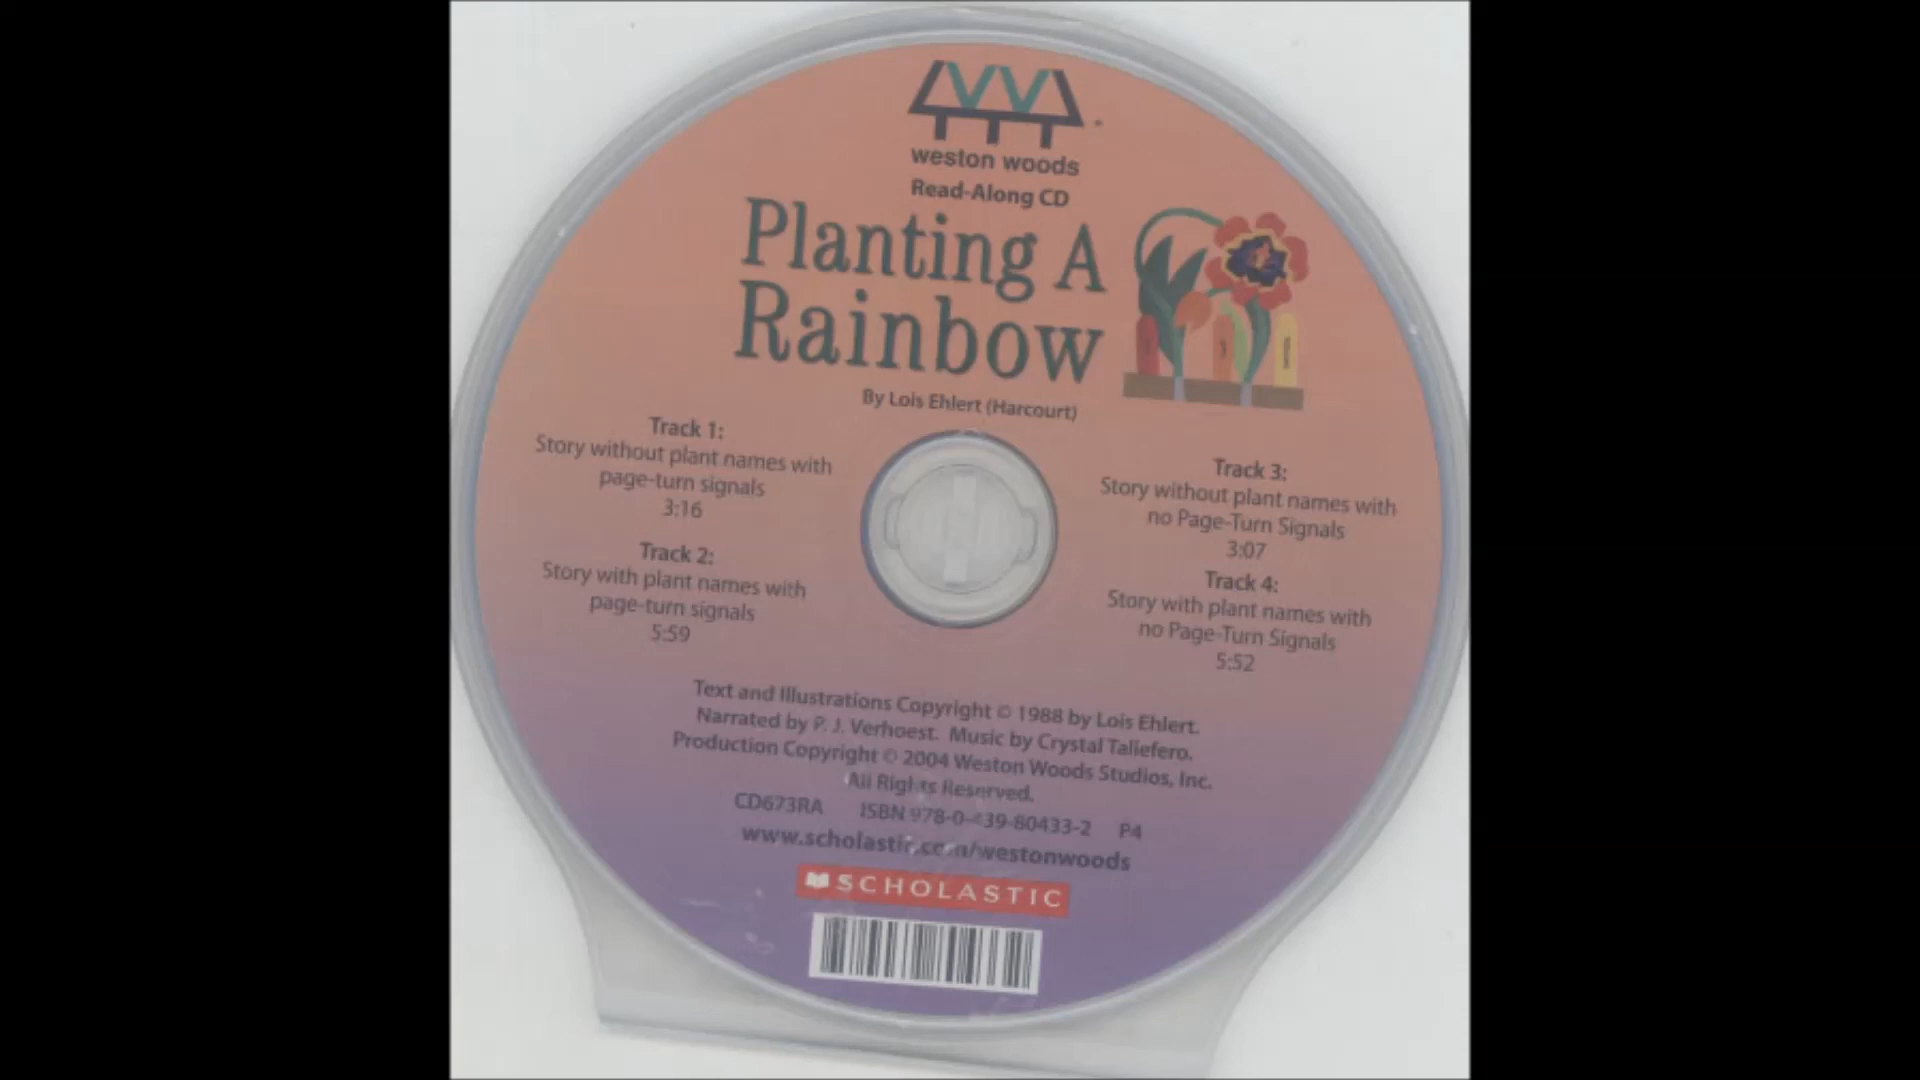 weston woods
Read-Along CD
Planting A
Rainbow
By Lois Ehlert (Harcourt)
Track 1:
Story without plant names with
page-turn signals
3:16
Track 2:
Story with plant names with
page-turn signals
5:59
Track 3:
Story without plant names with
no Page-Turn Signals
3:07
Track 4:
Story with plant names with
no Page-Turn Signals
5:52
Text and Illustrations Copyright © 1988 by Lois Ehlert.
Narrated by P. J. Verhoest. Music by Crystal Taliefero.
Production Copyright © 2004 Weston Woods Studios, Inc.
All Rights Reserved.
CD673RA ISBN 978-0-439-80433-2 P4
www.scholastic.com/westonwoods
SCHOLASTIC